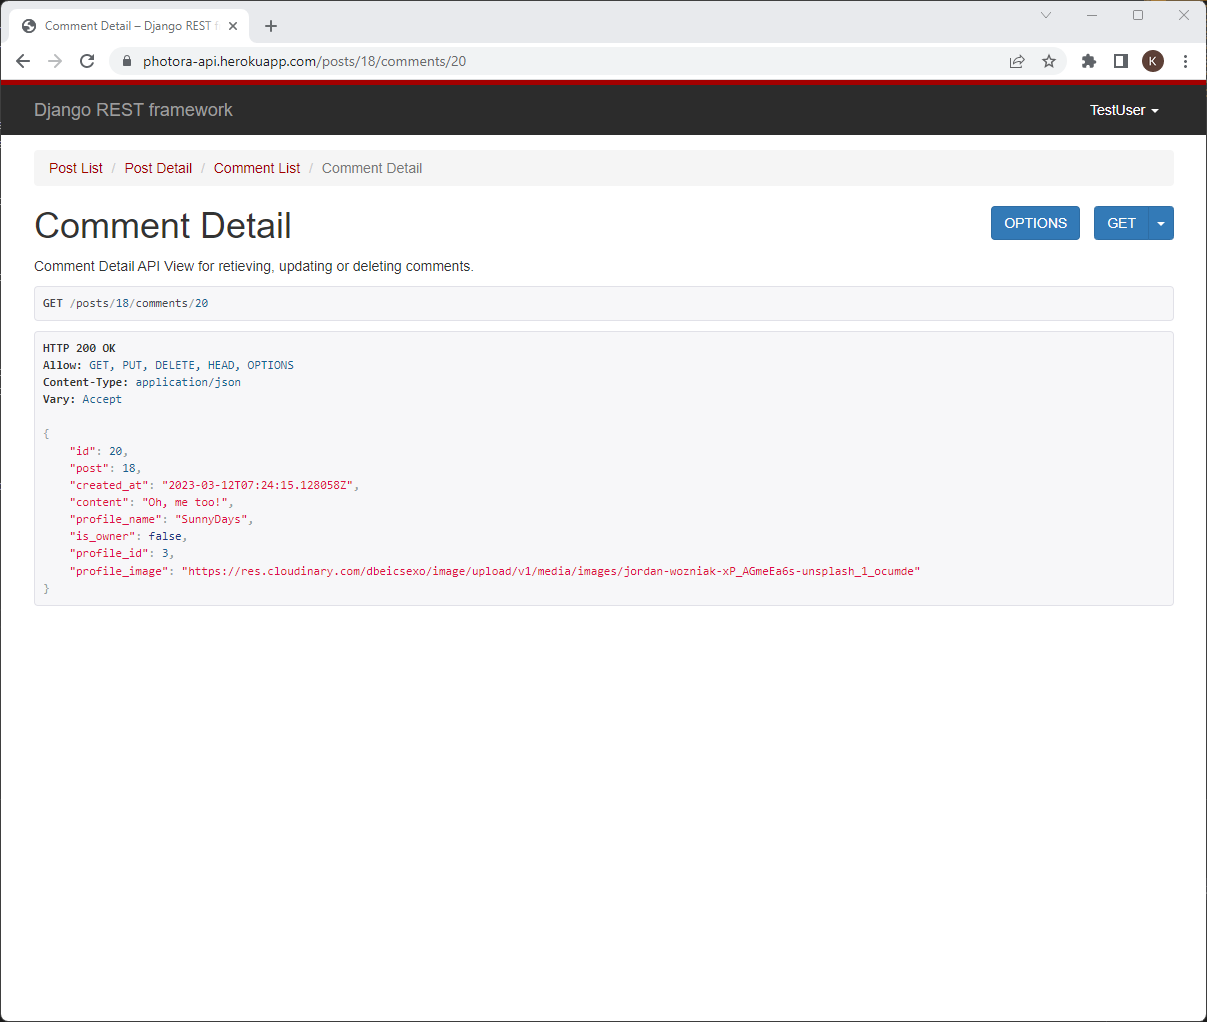 Comment Detail – Django REST f
photora-api.herokuapp.com/posts/18/comments/20
K
Django REST framework
TestUser
Post List / Post Detail / Comment List / Comment Detail
Comment Detail
OPTIONS
GET
Comment Detail API View for retieving, updating or deleting comments.
GET /posts/18/comments/20
HTTP 200 OK
Allow: GET, PUT, DELETE, HEAD, OPTIONS
Content-Type: application/json
Vary: Accept
{
"id": 20,
"post": 18,
"created_at": "2023-03-12T07:24:15.128058Z",
"content": "Oh, me too!",
"profile_name": "SunnyDays",
"is_owner": false,
"profile_id": 3,
"profile_image": "https://res.cloudinary.com/dbeicsexo/image/upload/v1/media/images/jordan-wozniak-xP_AGmeEa6s-unsplash_1_ocumde"
}